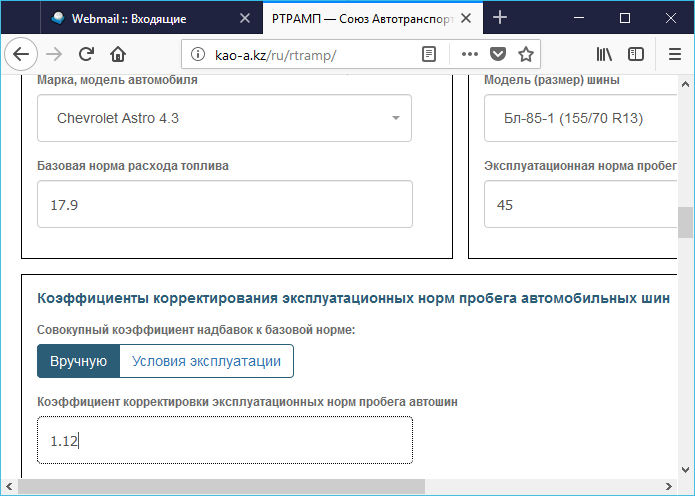 Webmail :: Входящие
РТРАМП — Союз Автотранспорт
kao-a.kz/ru/rtramp/
Марка, модель автомобиля
Chevrolet Astro 4.3
Базовая норма расхода топлива
17.9
Модель (размер) шины
Бл-85-1 (155/70 R13)
Эксплуатационная норма пробег
45
Коэффициенты корректирования эксплуатационных норм пробега автомобильных шин
Совокупный коэффициент надбавок к базовой норме:
Вручную Условия эксплуатации
Коэффициент корректировки эксплуатационных норм пробега автошин
1.12